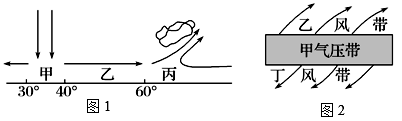 甲 乙 丙
30° 40° 60°
图1
乙 风 带
甲气压带
丁 风 带
图2